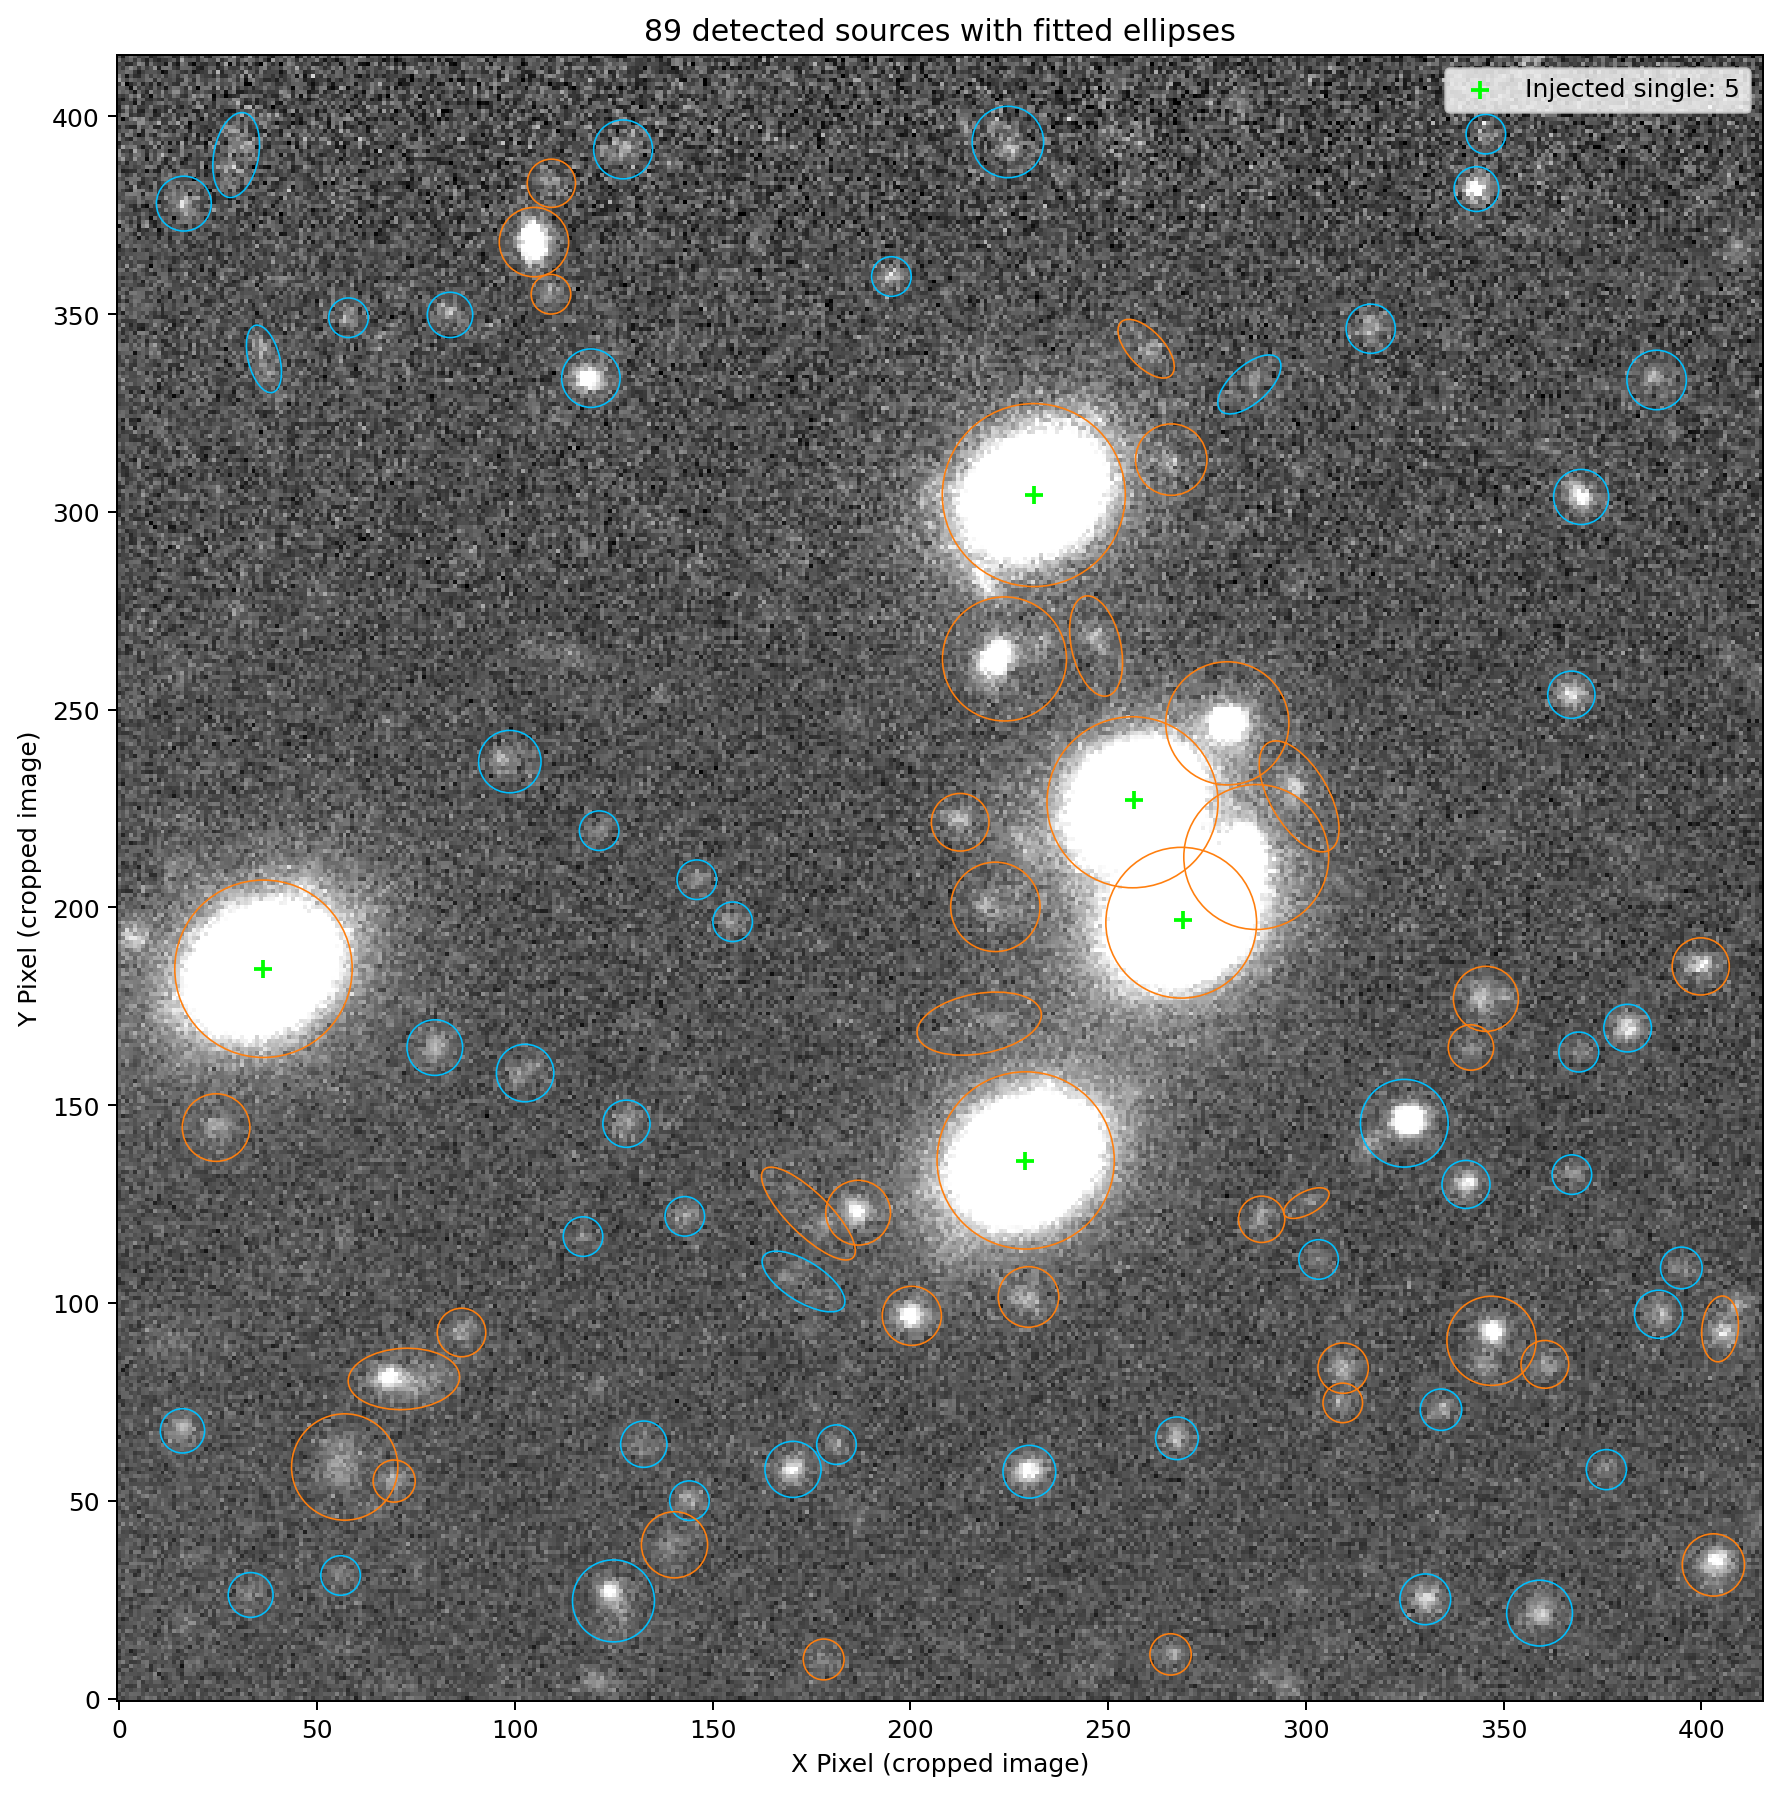 89 detected sources with fitted ellipses
Injected single: 5
Y Pixel (cropped image)
400
350
300
250
200
150
100
50
0
0 50 100 150 200 250 300 350 400
X Pixel (cropped image)